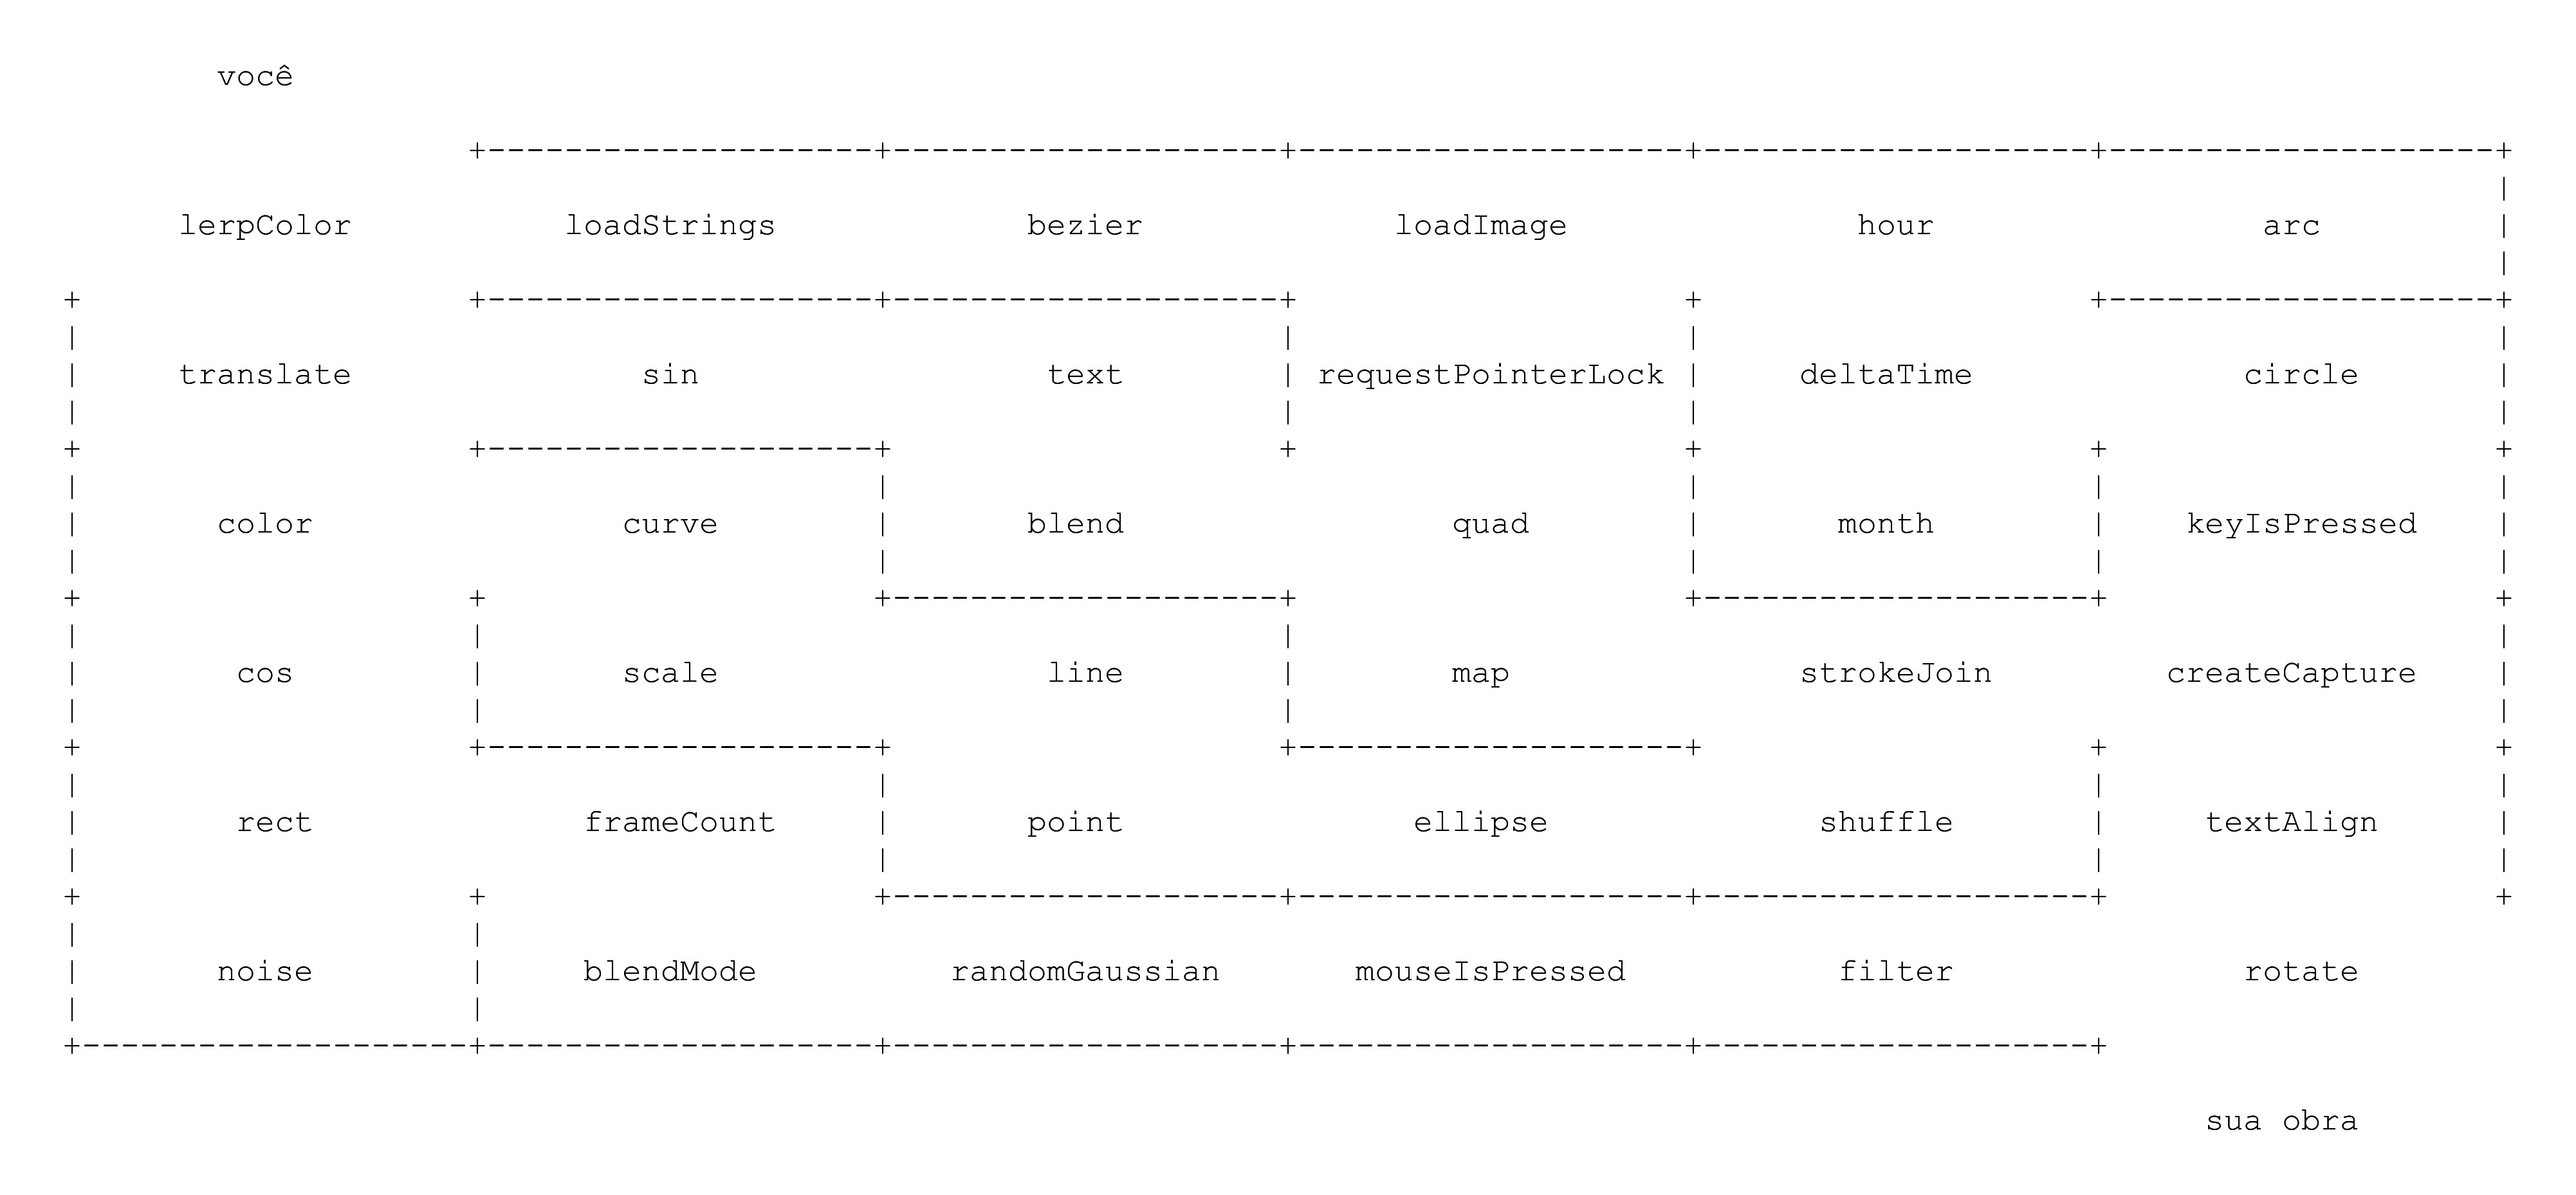 você
lerpColor loadStrings bezier loadImage hour arc
translate sin text requestPointerLock deltaTime circle
color curve blend quad month keyIsPressed
cos scale line map strokeJoin createCapture
rect frameCount point ellipse shuffle textAlign
noise blendMode randomGaussian mouseIsPressed filter rotate
sua obra